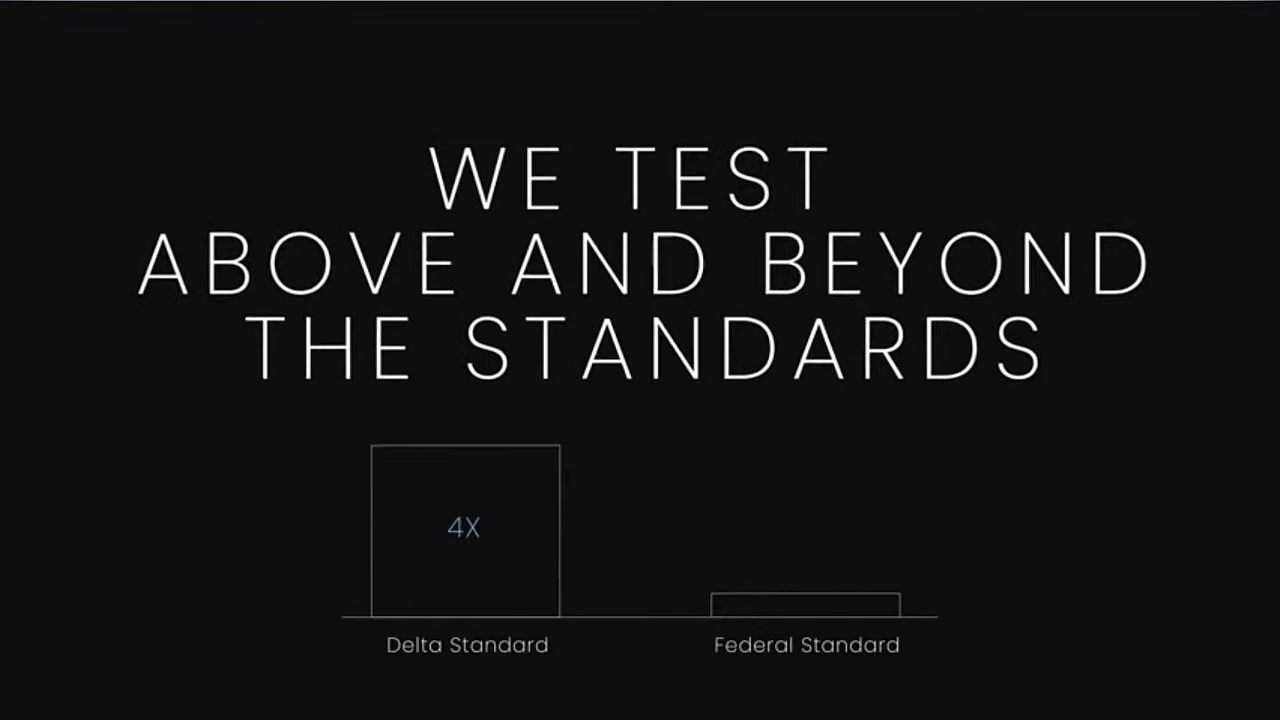 WE TEST
ABOVE AND BEYOND
THE STANDARDS
4X
Delta Standard
Federal Standard